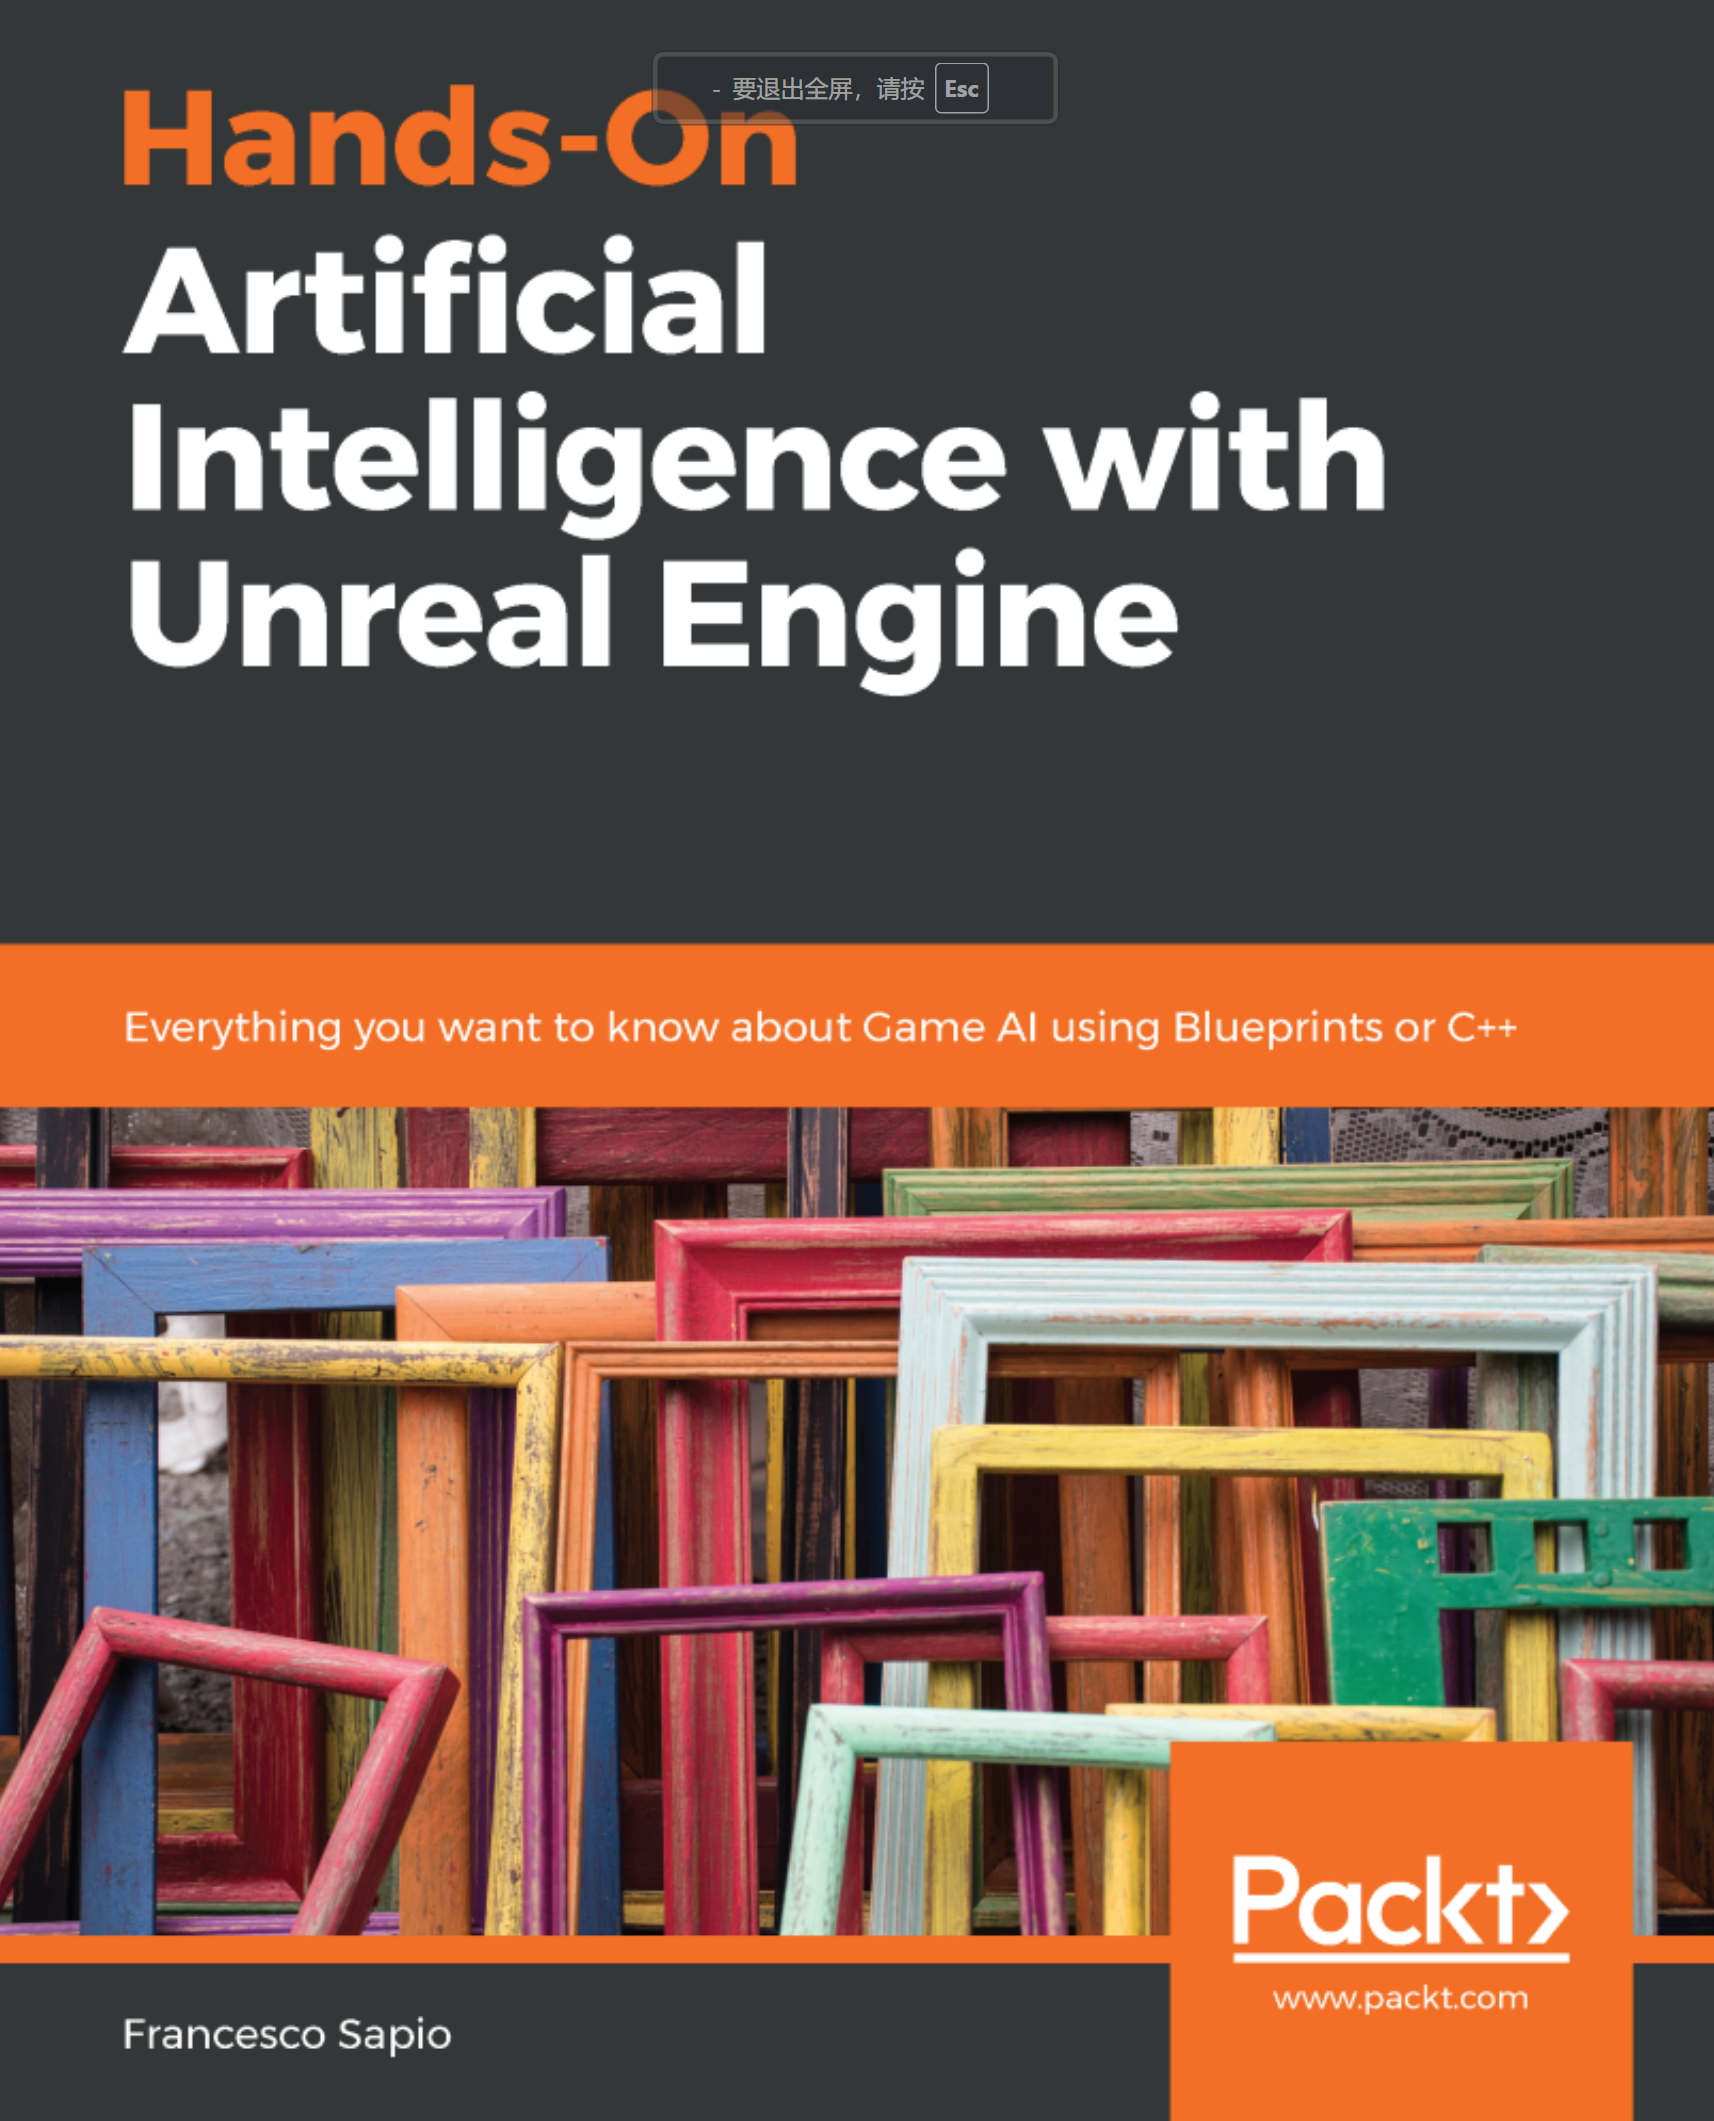 - 要退出全屏，请按 Esc
Hands-On
Artificial
Intelligence with
Unreal Engine
Everything you want to know about Game AI using Blueprints or C++
Packt>
www.packt.com
Francesco Sapio